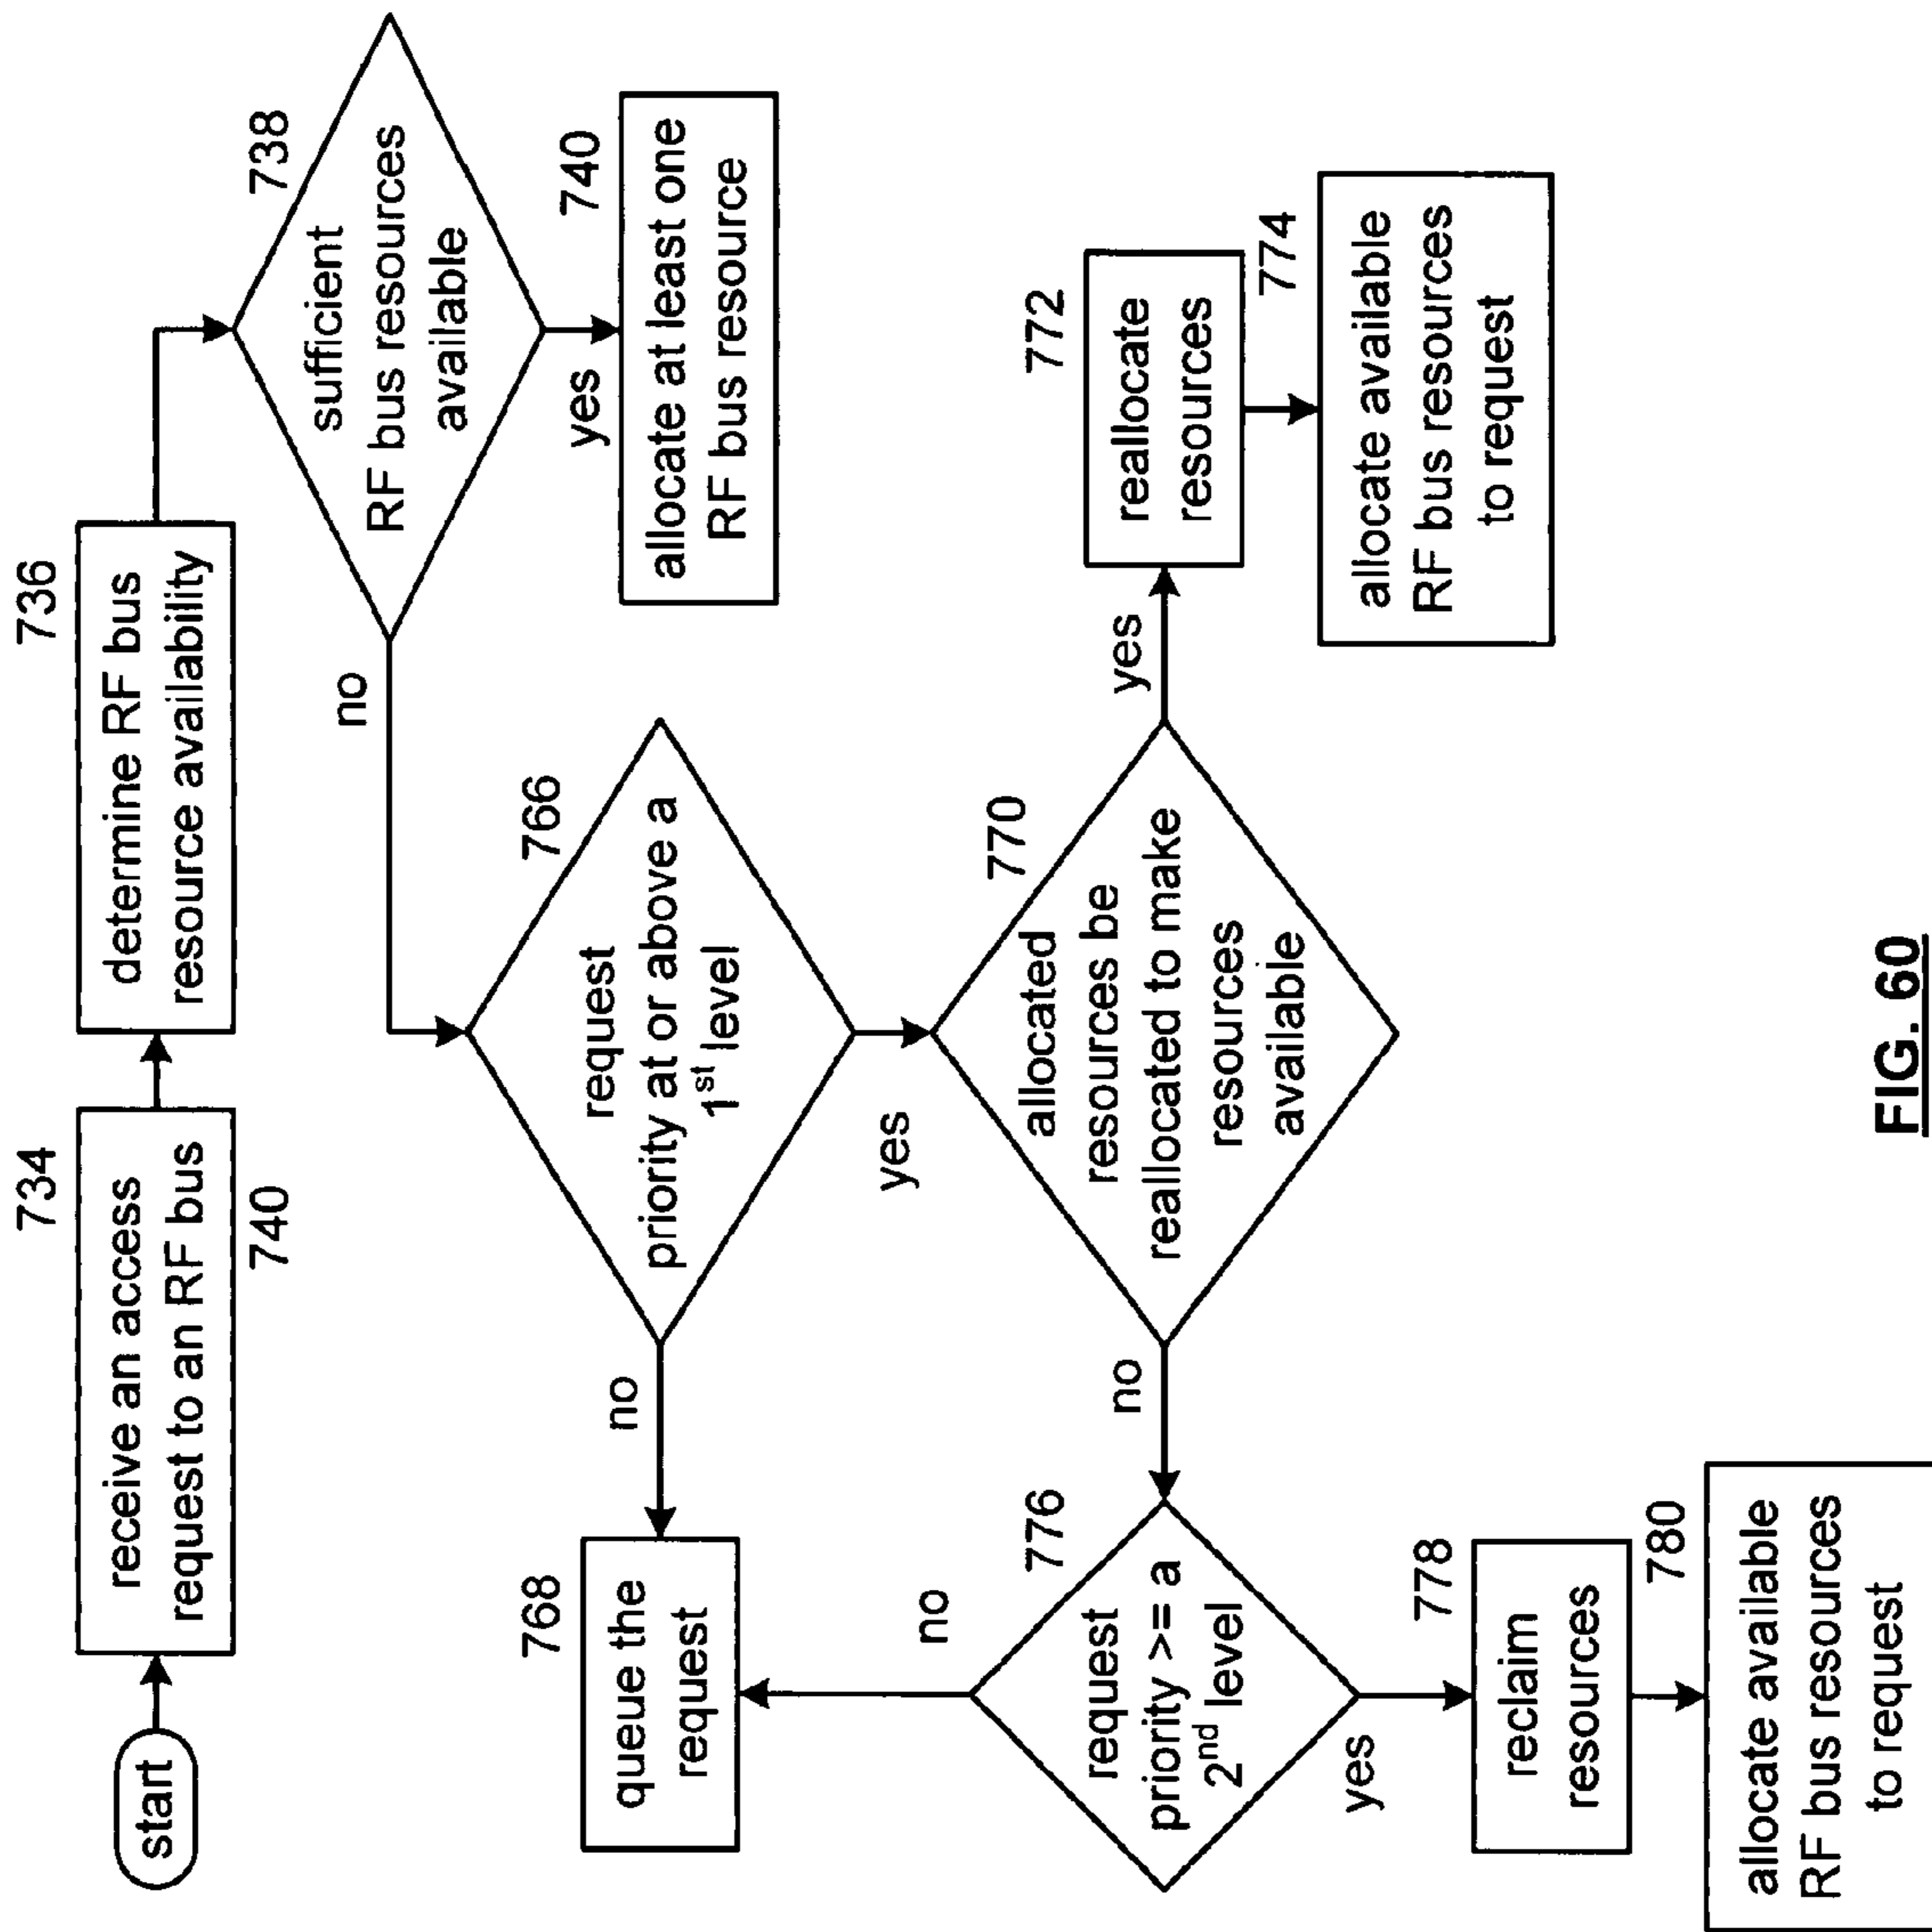 start
734
receive an access
request to an RF bus
740
736
determine RF bus
resource availability
738
sufficient
RF bus resources
available
no
yes
740
allocate at least one
RF bus resource
766
request
priority at or above a
1st level
no
yes
768
queue the
request
770
allocated
resources be
reallocated to make
resources
available
no
yes
772
reallocate
resources
774
allocate available
RF bus resources
to request
776
request
priority >= a
2nd level
no
yes
778
reclaim
resources
780
allocate available
RF bus resources
to request
FIG. 60